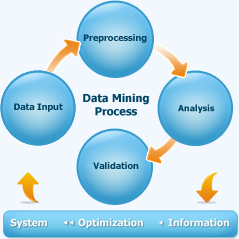 Preprocessing
Data Input
Data Mining
Process
Analysis
Validation
System
Optimization
Information